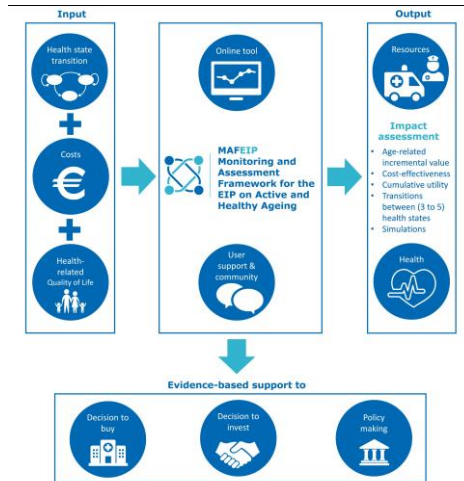 Input
Health state
transition
Costs
€
Health-
related
Quality of Life
Online tool
MAFEIP
Monitoring and
Assessment
Framework for the
EIP on Active and
Healthy Ageing
User
support &
community
Output
Resources
Impact
assessment
• Age-related
incremental value
• Cost-effectiveness
• Cumulative utility
• Transitions
between (3 to 5)
health states
• Simulations
Health
Evidence-based support to
Decision to
buy
Decision to
invest
Policy
making